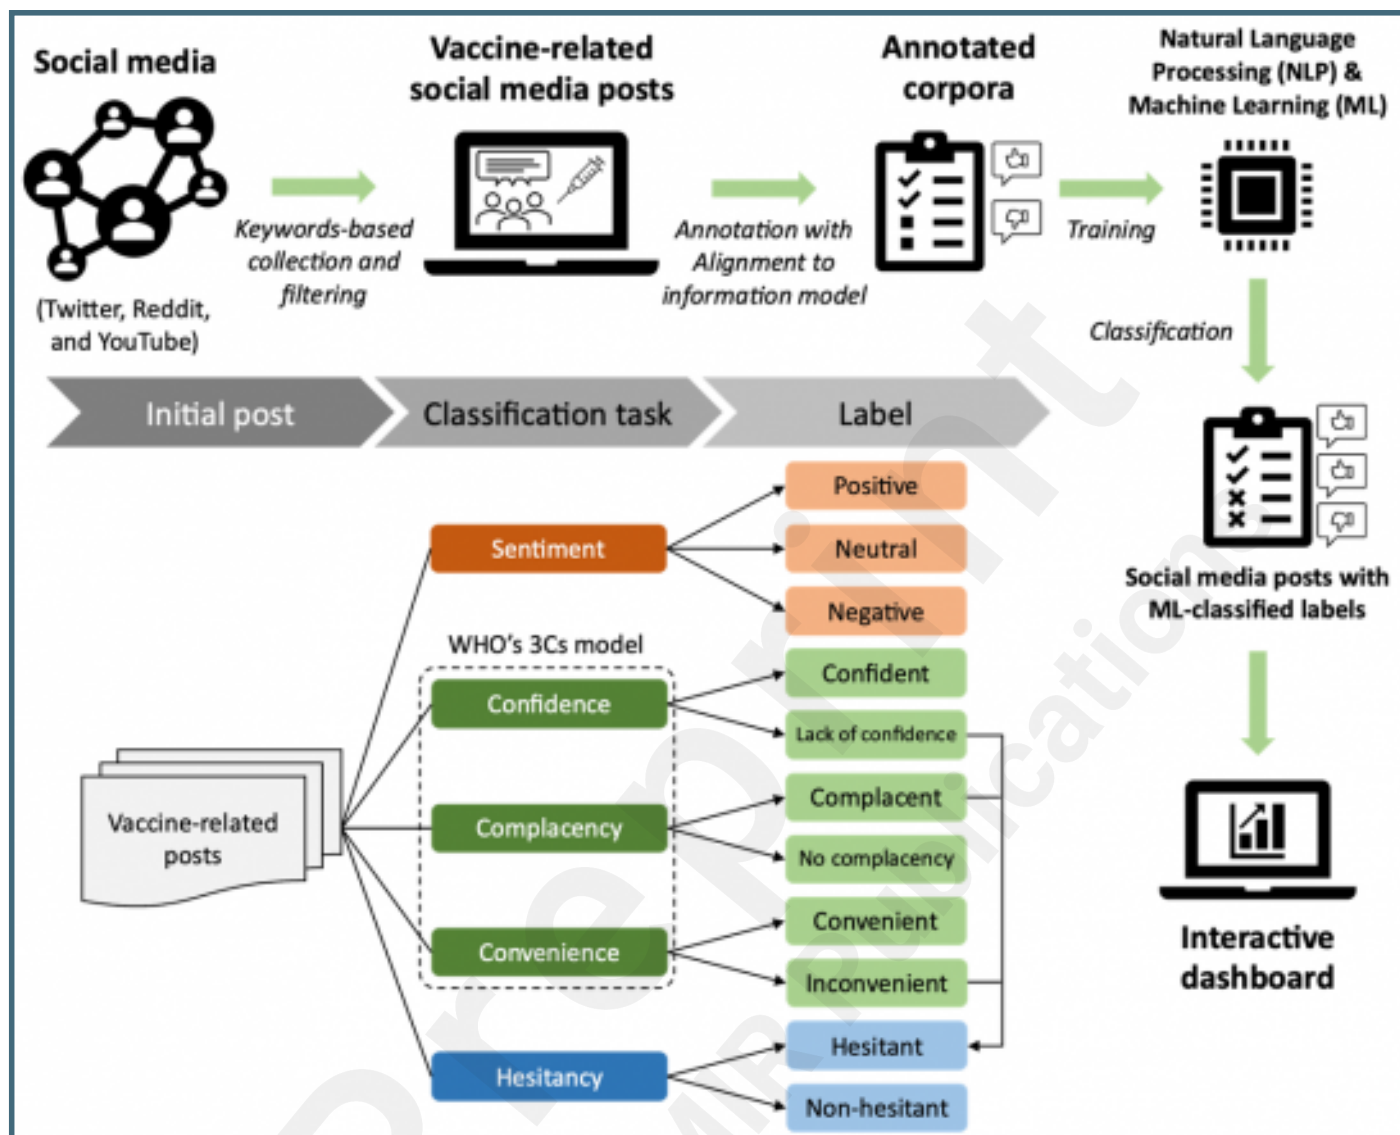 Social media
(Twitter, Reddit,
and YouTube)
Keywords-based
collection and
filtering
Vaccine-related
social media posts
Annotation with
Alignment to
information model
Annotated
corpora
Training
Natural Language
Processing (NLP) &
Machine Learning (ML)
Classification
Social media posts with
ML-classified labels
Interactive
dashboard
Initial post
Classification task
Label
Vaccine-related
posts
Sentiment
Positive
Neutral
Negative
WHO's 3Cs model
Confidence
Confident
Lack of confidence
Complacency
Complacent
No complacency
Convenience
Convenient
Inconvenient
Hesitancy
Hesitant
Non-hesitant
Preprint
JMIR Publications